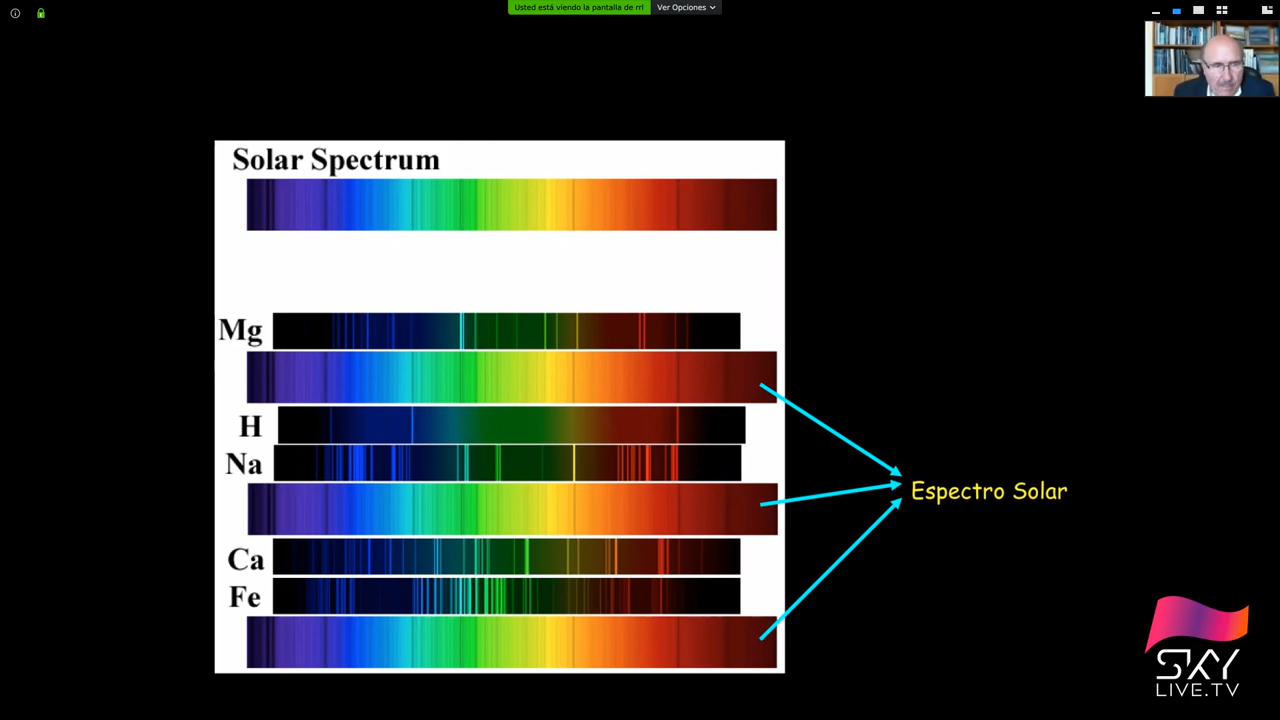 Usted está viendo la pantalla de rrl
Ver Opciones
Solar Spectrum
Mg
H
Na
Espectro Solar
Ca
Fe
SKY
LIVE.TV